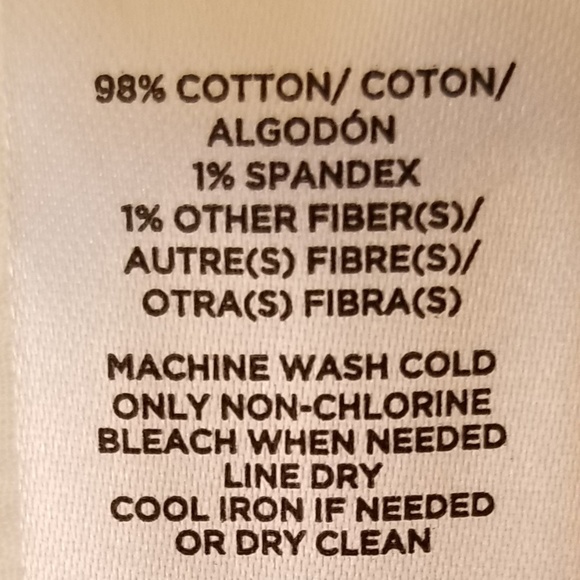 98% COTTON/ COTON/
ALGODÓN
1% SPANDEX
1% OTHER FIBER(S)/
AUTRE(S) FIBRE(S)/
OTRA(S) FIBRA(S)
MACHINE WASH COLD
ONLY NON-CHLORINE
BLEACH WHEN NEEDED
LINE DRY
COOL IRON IF NEEDED
OR DRY CLEAN